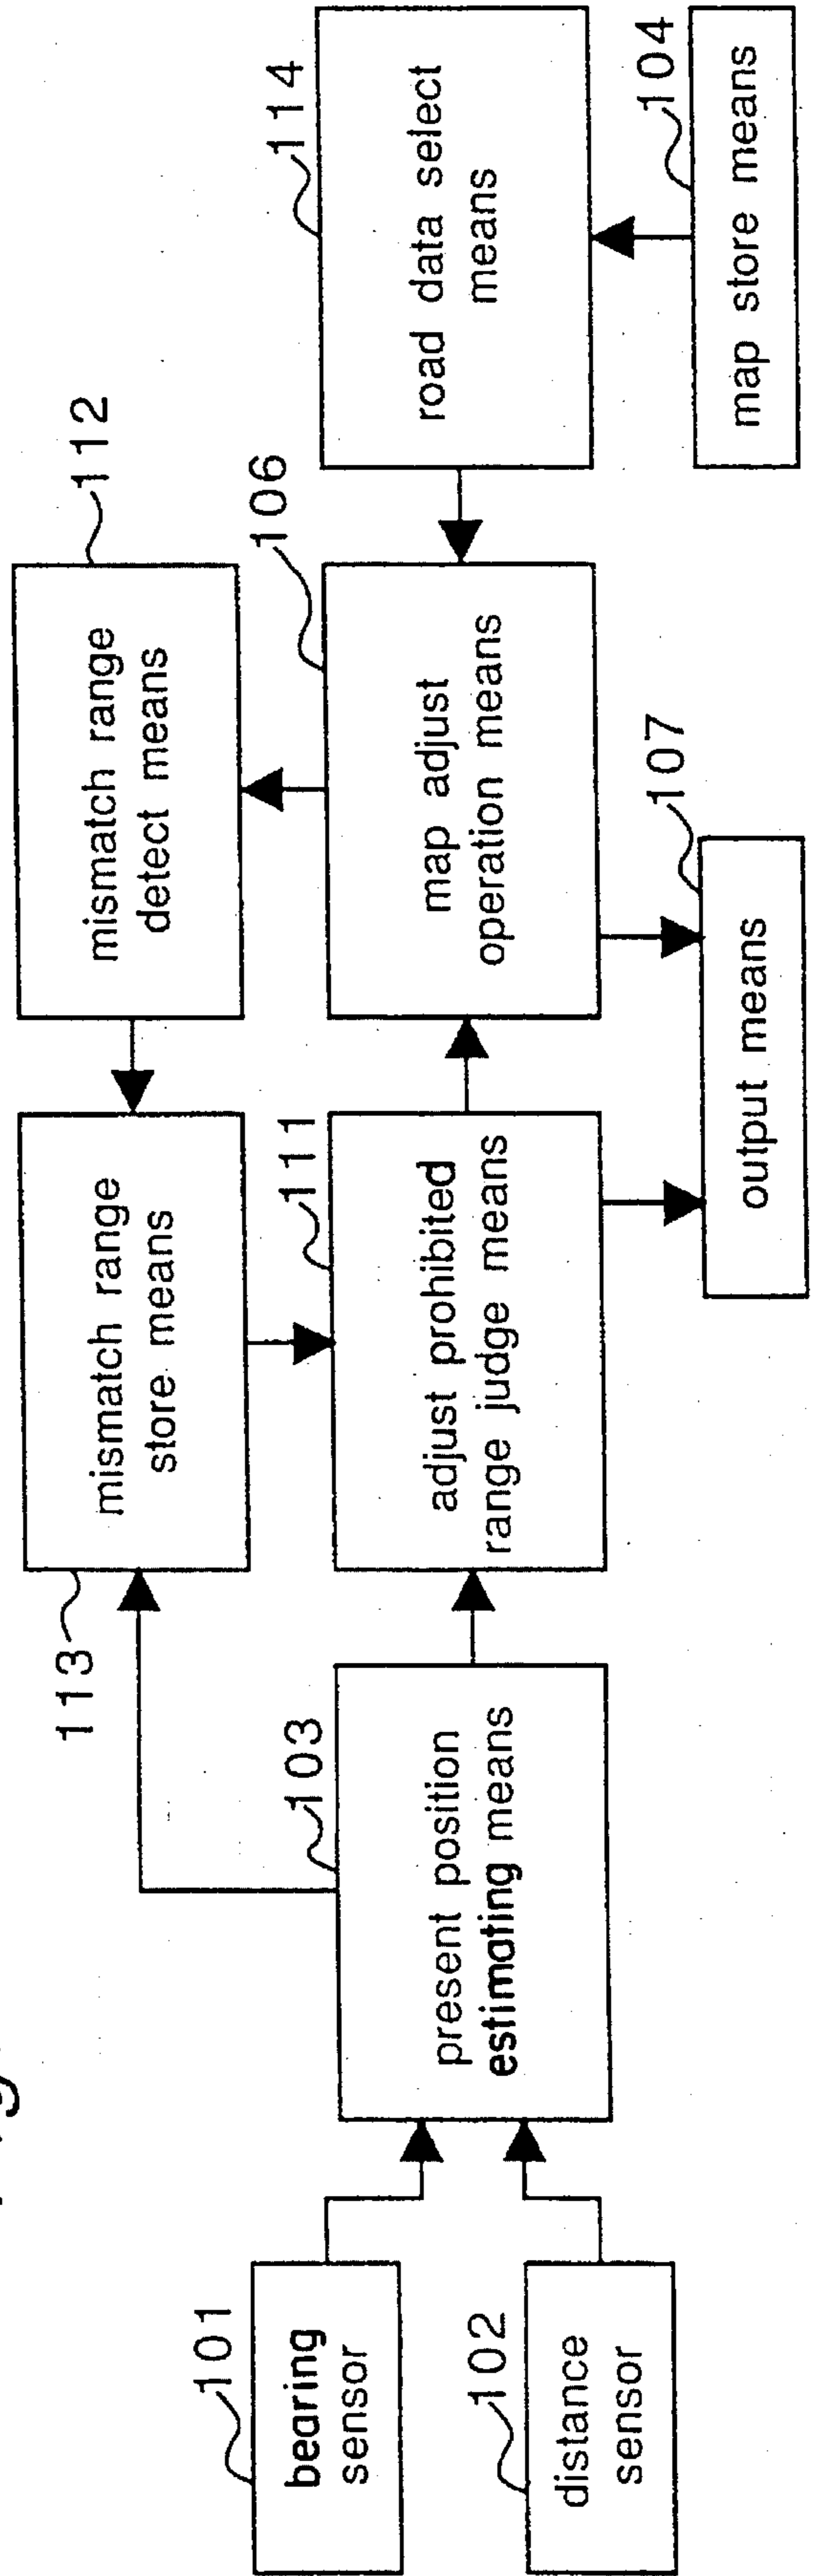 113
mismatch range
store means
mismatch range
detect means
112
101
bearing
sensor
102
distance
sensor
103
present position
estimating means
111
adjust prohibited
range judge means
106
map adjust
operation means
114
road data select
means
107
output means
104
map store means